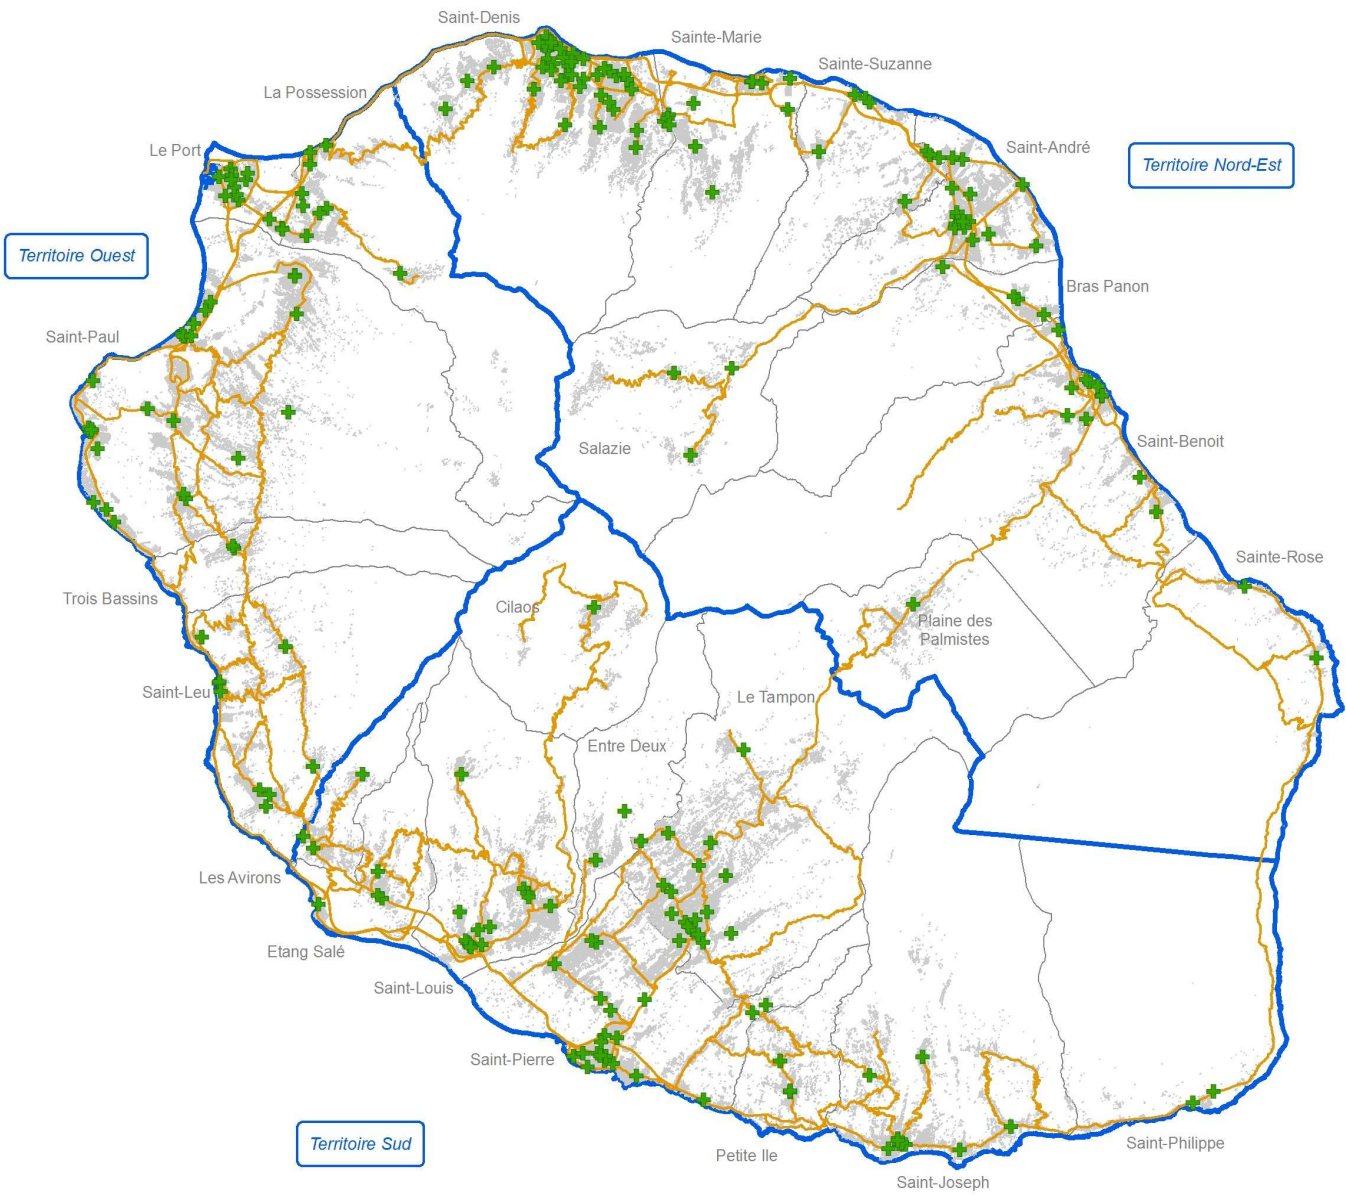 Saint-Denis
Sainte-Marie
Sainte-Suzanne
La Possession
Le Port
Saint-André
Territoire Nord-Est
Territoire Ouest
Bras Panon
Saint-Paul
Salazie
Saint-Benoit
Sainte-Rose
Trois Bassins
Cilaos
Plaine des
Palmistes
Saint-Leu
Le Tampon
Entre Deux
Les Avirons
Etang Salé
Saint-Louis
Saint-Pierre
Territoire Sud
Petite Ile
Saint-Philippe
Saint-Joseph